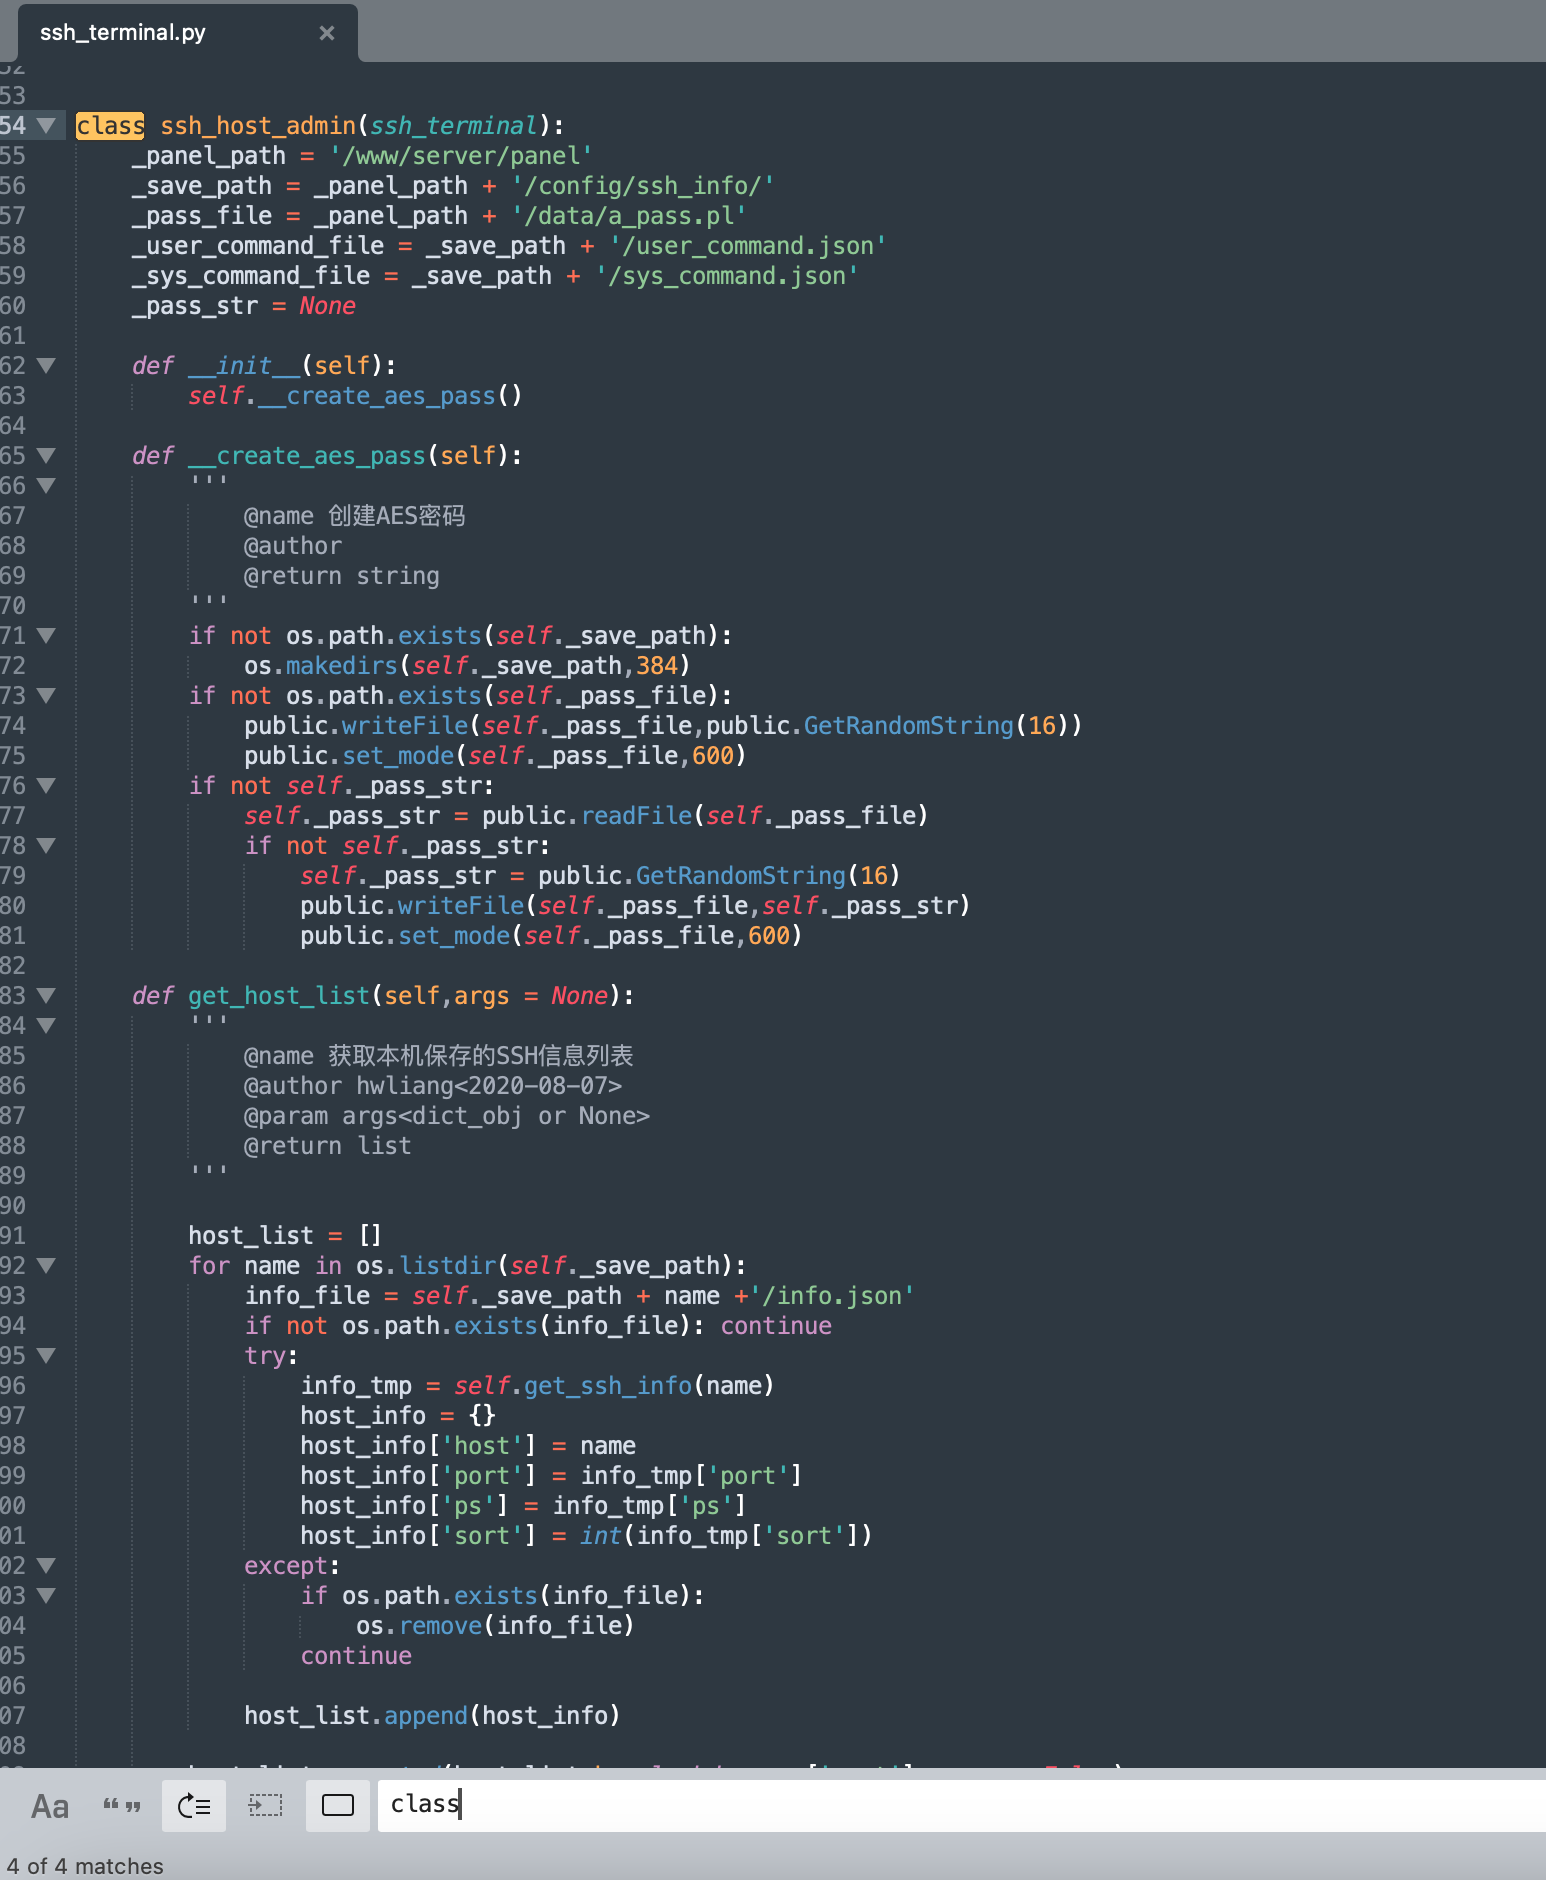 ssh_terminal.py ×
52
53
54 class ssh_host_admin(ssh_terminal):
55 _panel_path = '/www/server/panel'
56 _save_path = _panel_path + '/config/ssh_info/'
57 _pass_file = _panel_path + '/data/a_pass.pl'
58 _user_command_file = _save_path + '/user_command.json'
59 _sys_command_file = _save_path + '/sys_command.json'
60 _pass_str = None
61
62 def __init__(self):
63 self.__create_aes_pass()
64
65 def __create_aes_pass(self):
66 '''
67 @name 创建AES密码
68 @author
69 @return string
70 '''
71 if not os.path.exists(self._save_path):
72 os.makedirs(self._save_path,384)
73 if not os.path.exists(self._pass_file):
74 public.writeFile(self._pass_file,public.GetRandomString(16))
75 public.set_mode(self._pass_file,600)
76 if not self._pass_str:
77 self._pass_str = public.readFile(self._pass_file)
78 if not self._pass_str:
79 self._pass_str = public.GetRandomString(16)
80 public.writeFile(self._pass_file,self._pass_str)
81 public.set_mode(self._pass_file,600)
82
83 def get_host_list(self,args = None):
84 '''
85 @name 获取本机保存的SSH信息列表
86 @author hwliang<2020-08-07>
87 @param args<dict_obj or None>
88 @return list
89 '''
90
91 host_list = []
92 for name in os.listdir(self._save_path):
93 info_file = self._save_path + name +'/info.json'
94 if not os.path.exists(info_file): continue
95 try:
96 info_tmp = self.get_ssh_info(name)
97 host_info = {}
98 host_info['host'] = name
99 host_info['port'] = info_tmp['port']
00 host_info['ps'] = info_tmp['ps']
01 host_info['sort'] = int(info_tmp['sort'])
02 except:
03 if os.path.exists(info_file):
04 os.remove(info_file)
05 continue
06
07 host_list.append(host_info)
08
Aa “” class
4 of 4 matches